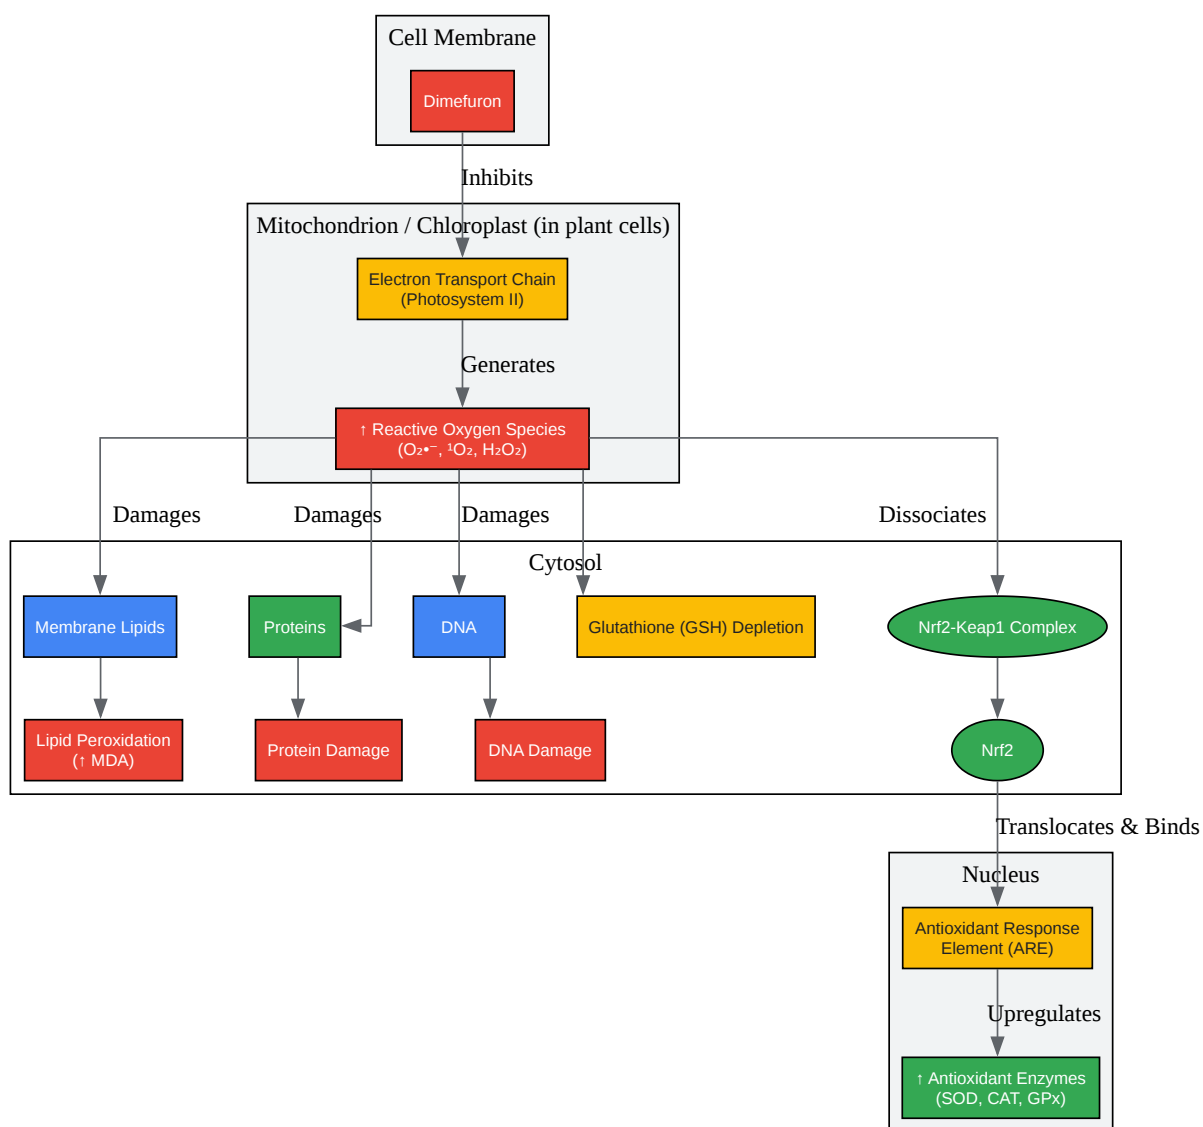 Cell Membrane
Dimefuron
Inhibits
Mitochondrion / Chloroplast (in plant cells)
Electron Transport Chain
(Photosystem II)
Generates
↑ Reactive Oxygen Species
(O₂•⁻, ¹O₂, H₂O₂)
Damages
Damages
Damages
Dissociates
Cytosol
Membrane Lipids
Proteins
DNA
Glutathione (GSH) Depletion
Nrf2-Keap1 Complex
Lipid Peroxidation
(↑ MDA)
Protein Damage
DNA Damage
Nrf2
Translocates & Binds
Nucleus
Antioxidant Response
Element (ARE)
Upregulates
↑ Antioxidant Enzymes
(SOD, CAT, GPx)